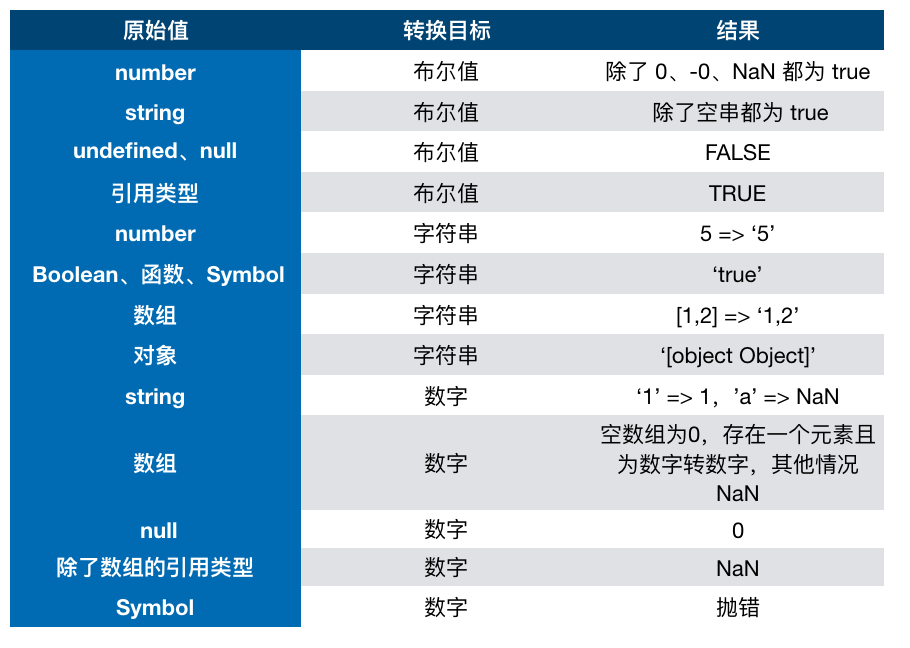 原始值 转换目标 结果
number 布尔值 除了 0、-0、NaN 都为 true
string 布尔值 除了空串都为 true
undefined、null 布尔值 FALSE
引用类型 布尔值 TRUE
number 字符串 5 => ‘5’
Boolean、函数、Symbol 字符串 ‘true’
数组 字符串 [1,2] => ‘1,2’
对象 字符串 ‘[object Object]’
string 数字 ‘1’ => 1，’a’ => NaN
数组 数字 空数组为0，存在一个元素且
为数字转数字，其他情况
NaN
null 数字 0
除了数组的引用类型 数字 NaN
Symbol 数字 抛错